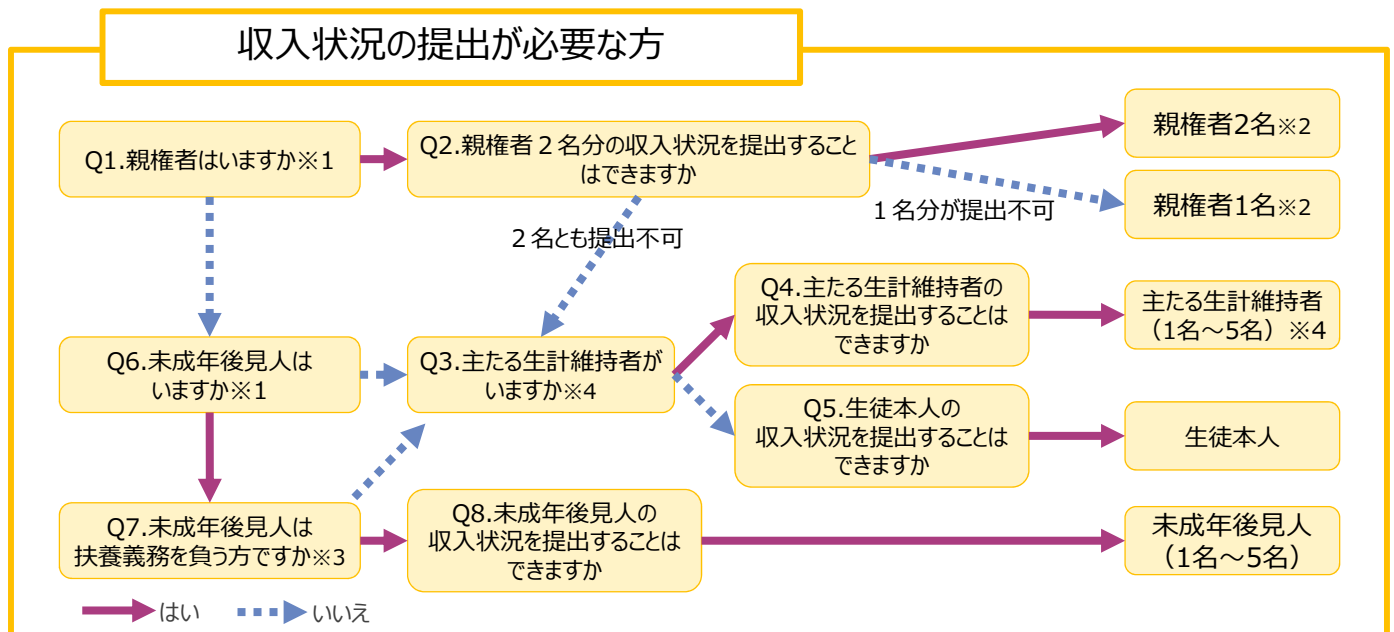 収入状況の提出が必要な方
Q1.親権者はいますか※1
Q2.親権者２名分の収入状況を提出すること
はできますか
親権者2名※2
親権者1名※2
１名分が提出不可
２名とも提出不可
Q6.未成年後見人は
いますか※1
Q3.主たる生計維持者が
いますか※4
Q4.主たる生計維持者の
収入状況を提出することは
できますか
主たる生計維持者
（1名～5名）※4
Q5.生徒本人の
収入状況を提出することは
できますか
生徒本人
Q7.未成年後見人は
扶養義務を負う方ですか※3
Q8.未成年後見人の
収入状況を提出することは
できますか
未成年後見人
（1名～5名）
はい
いいえ